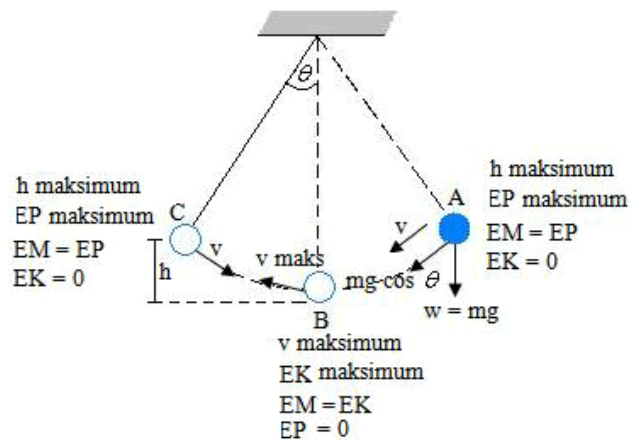 θ
h maksimum
EP maksimum
EM = EP
EK = 0
C
v
h
v maks
B
v maksimum
EK maksimum
EM = EK
EP = 0
A
v
mg cos θ
w = mg
h maksimum
EP maksimum
EM = EP
EK = 0